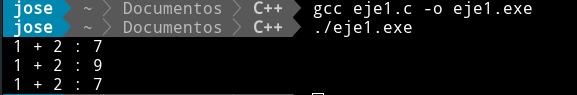 jose ~ Documentos C++ gcc eje1.c -o eje1.exe
jose ~ Documentos C++ ./eje1.exe
1 + 2 : 7
1 + 2 : 9
1 + 2 : 7